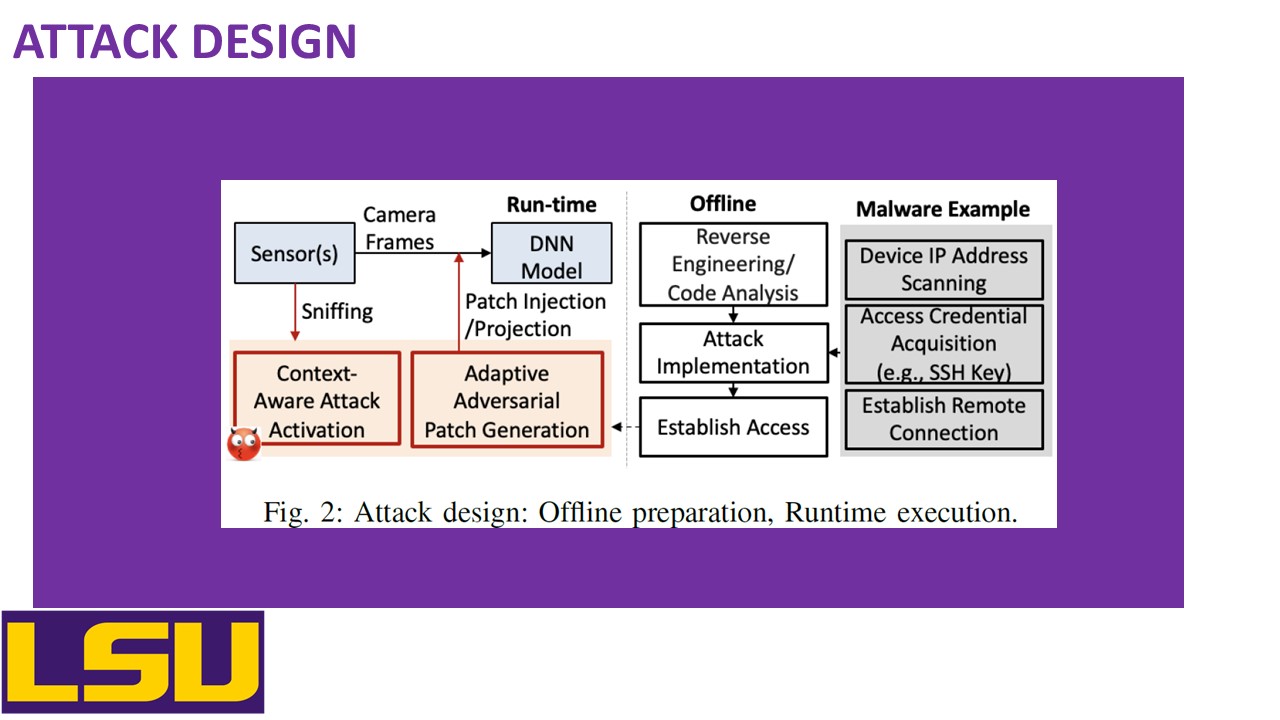 ATTACK DESIGN
Camera
Frames
Run-time
Sensor(s)
DNN
Model
Sniffing
Patch Injection
/Projection
Context-
Aware Attack
Activation
Adaptive
Adversarial
Patch Generation
Offline
Reverse
Engineering/
Code Analysis
Attack
Implementation
Establish Access
Malware Example
Device IP Address
Scanning
Access Credential
Acquisition
(e.g., SSH Key)
Establish Remote
Connection
Fig. 2: Attack design: Offline preparation, Runtime execution.
LSU